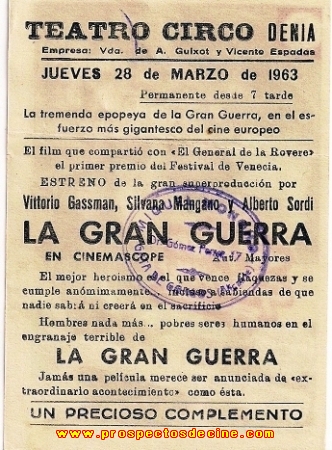 TEATRO CIRCO DENIA
Empresa: Vda. de A. Guixot y Vicente Espadas
JUEVES 28 de MARZO de 1963
Permanente desde 7 tarde
La tremenda epopeya de la Gran Guerra, en el es-
fuerzo más gigantesco del cine europeo
El film que compartió con «El General de la Rovere»
el primer premio del Festival de Venecia.
ESTRENO de la gran superproducción por
Vittorio Gassman, Silvana Mangano y Alberto Sordi
LA GRAN GUERRA
EN CINEMASCOPE Aut. Mayores
El mejor heroismo el que vence flaquezas y se
cumple anónimamente... incluso a sabiendas de que
nadie sabrá ni creerá en el sacrificio
Hombres nada más... pobres seres humanos en el
engranaje terrible de
LA GRAN GUERRA
Jamás una película merece ser anunciada de «ex-
traordinario acontecimiento» como ésta.
UN PRECIOSO COMPLEMENTO
www.prospectosdecine.com